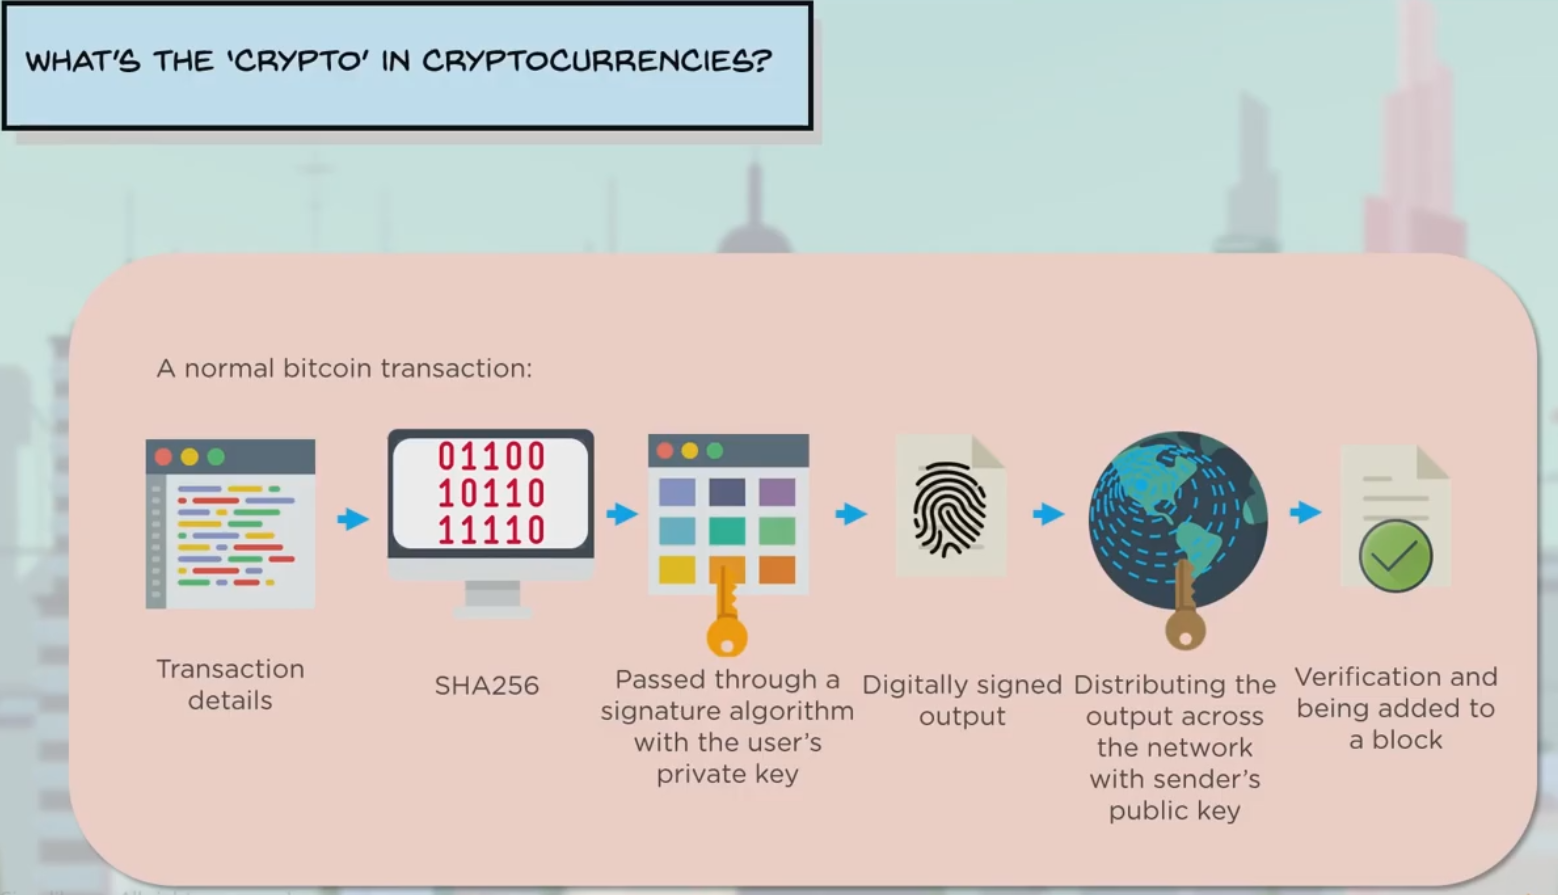 WHAT'S THE 'CRYPTO' IN CRYPTOCURRENCIES?
A normal bitcoin transaction:
01100
10110
11110
Transaction
details
SHA256
Passed through a
signature algorithm
with the user's
private key
Digitally signed
output
Distributing the
output across
the network
with sender's
public key
Verification and
being added to
a block